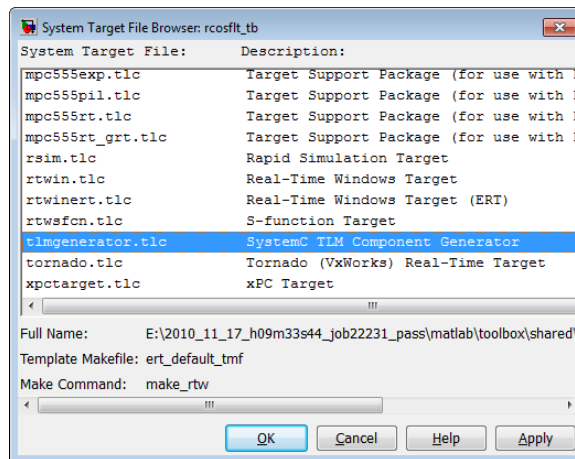 System Target File Browser: rcosflt_tb
System Target File: Description:
mpc555exp.tlc Target Support Package (for use with
mpc555pil.tlc Target Support Package (for use with
mpc555rt.tlc Target Support Package (for use with
mpc555rt_grt.tlc Target Support Package (for use with
rsim.tlc Rapid Simulation Target
rtwin.tlc Real-Time Windows Target
rtwinert.tlc Real-Time Windows Target (ERT)
rtwsfcn.tlc S-function Target
tlmgenerator.tlc SystemC TLM Component Generator
tornado.tlc Tornado (VxWorks) Real-Time Target
xpctarget.tlc xPC Target
Full Name: E:\2010_11_17_h09m33s44_job22231_pass\matlab\toolbox\shared\
Template Makefile: ert_default_tmf
Make Command: make_rtw
OK Cancel Help Apply